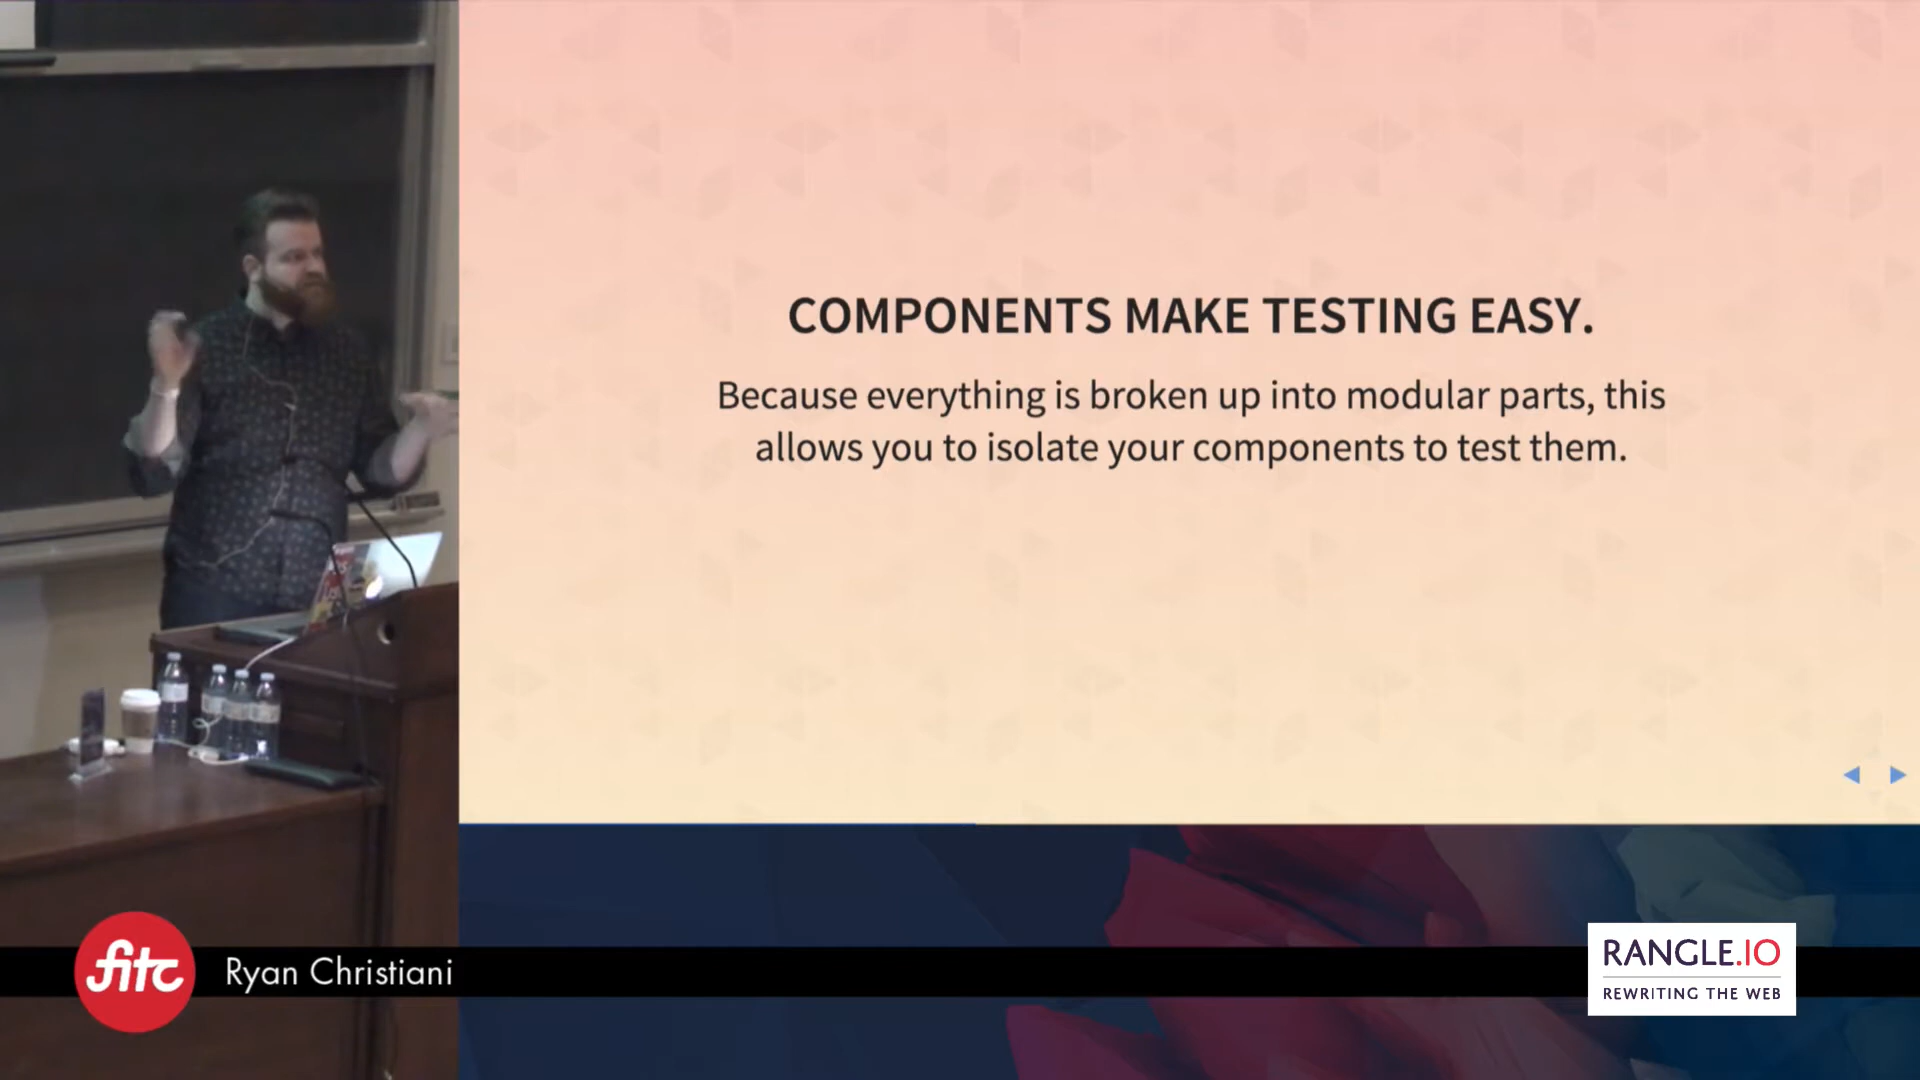 COMPONENTS MAKE TESTING EASY.
Because everything is broken up into modular parts, this
allows you to isolate your components to test them.
fitc
Ryan Christiani
RANGLE.IO
REWRITING THE WEB